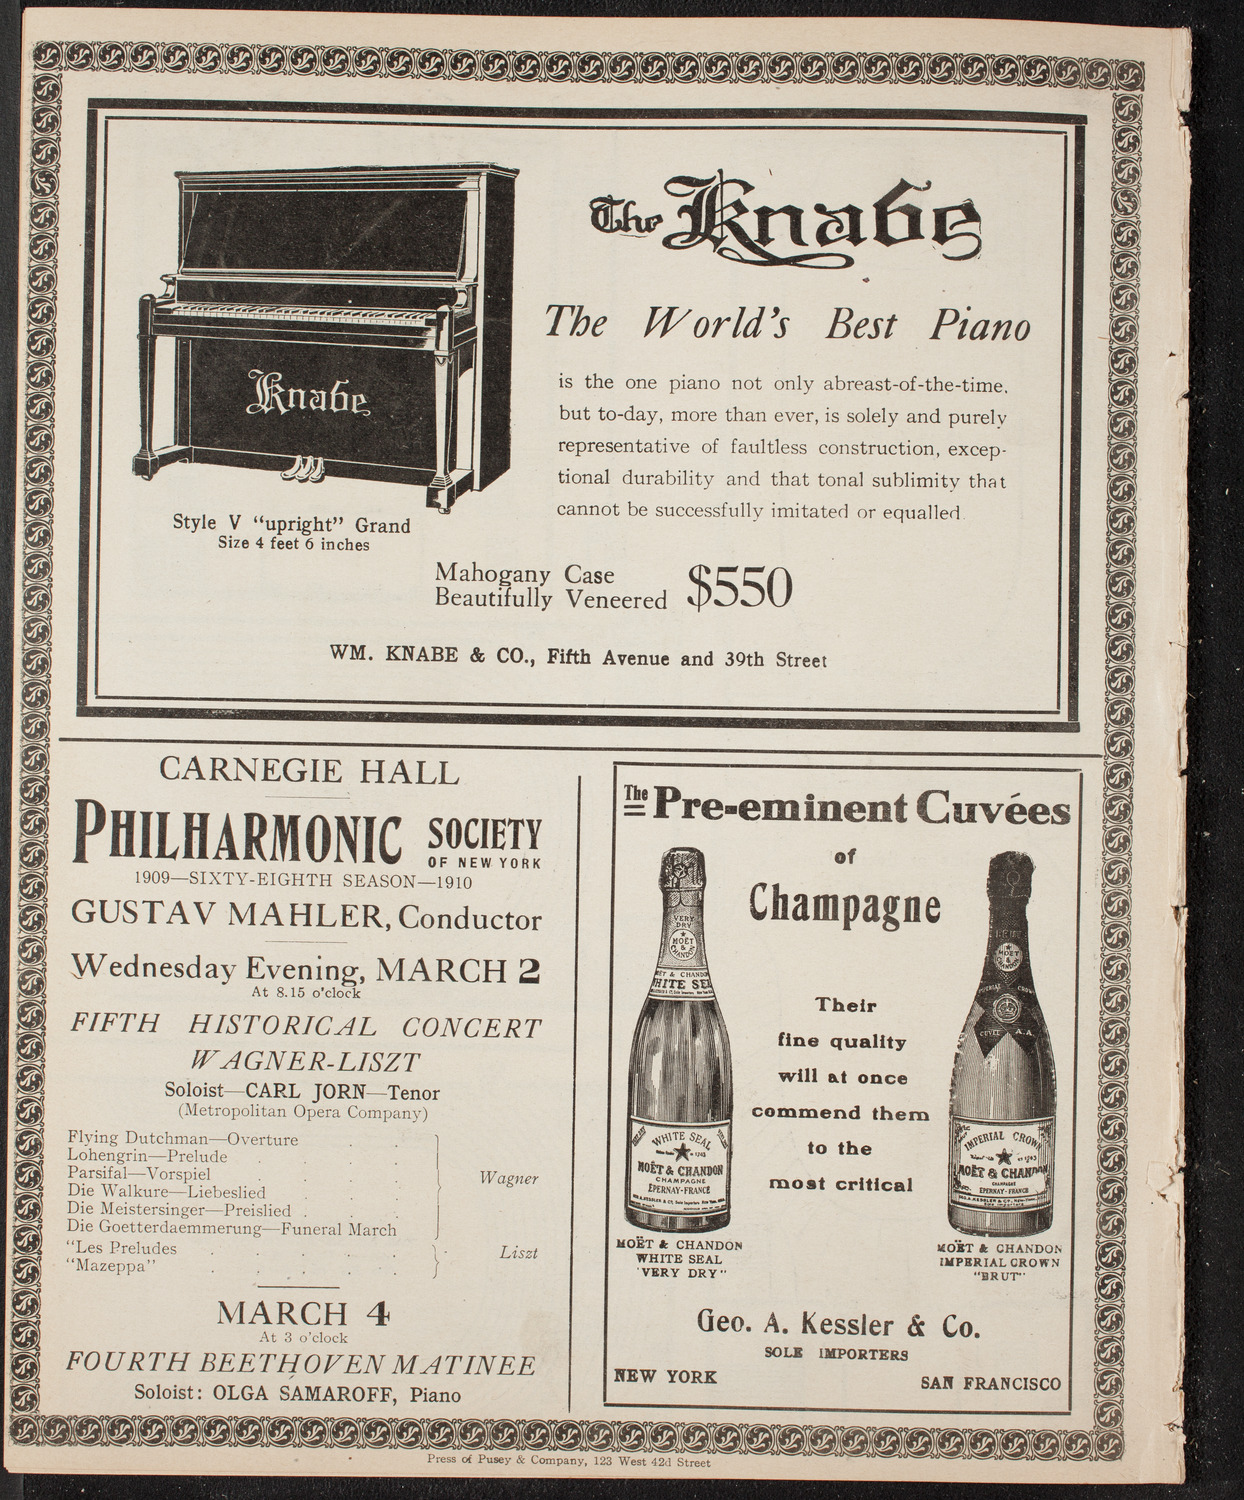 The Knabe
The World's Best Piano
is the one piano not only abreast-of-the-time,
but to-day, more than ever, is solely and purely
representative of faultless construction, excep-
tional durability and that tonal sublimity that
cannot be successfully imitated or equalled.
Knabe
Style V "upright" Grand
Size 4 feet 6 inches
Mahogany Case
Beautifully Veneered $550
WM. KNABE & CO., Fifth Avenue and 39th Street
CARNEGIE HALL
PHILHARMONIC SOCIETY
OF NEW YORK
1909—SIXTY-EIGHTH SEASON—1910
GUSTAV MAHLER, Conductor
Wednesday Evening, MARCH 2
At 8.15 o'clock
FIFTH HISTORICAL CONCERT
WAGNER-LISZT
Soloist—CARL JORN—Tenor
(Metropolitan Opera Company)
Flying Dutchman—Overture . .
Lohengrin—Prelude . . . .
Parsifal—Vorspiel . . . .
Wagner
Die Walkure—Liebeslied . . .
Die Meistersinger—Preislied . . .
Die Goetterdaemmerung—Funeral March
"Les Preludes . . . . .
Liszt
"Mazeppa" . . . . .
MARCH 4
At 3 o'clock
FOURTH BEETHOVEN MATINEE
Soloist: OLGA SAMAROFF, Piano
The Pre-eminent Cuvées
of
Champagne
Their
fine quality
will at once
commend them
to the
most critical
VERY
DRY
MOËT
&
CHANDON
WHITE SEAL
MOËT & CHANDON
CHAMPAGNE
EPERNAY-FRANCE
MOËT & CHANDON
WHITE SEAL
"VERY DRY"
MOËT
&
CHANDON
CUVÉE A.A.
IMPERIAL CROWN
MOËT & CHANDON
CHAMPAGNE
EPERNAY-FRANCE
MOËT & CHANDON
IMPERIAL CROWN
"BRUT"
Geo. A. Kessler & Co.
SOLE IMPORTERS
NEW YORK
SAN FRANCISCO
Press of Pusey & Company, 123 West 42d Street